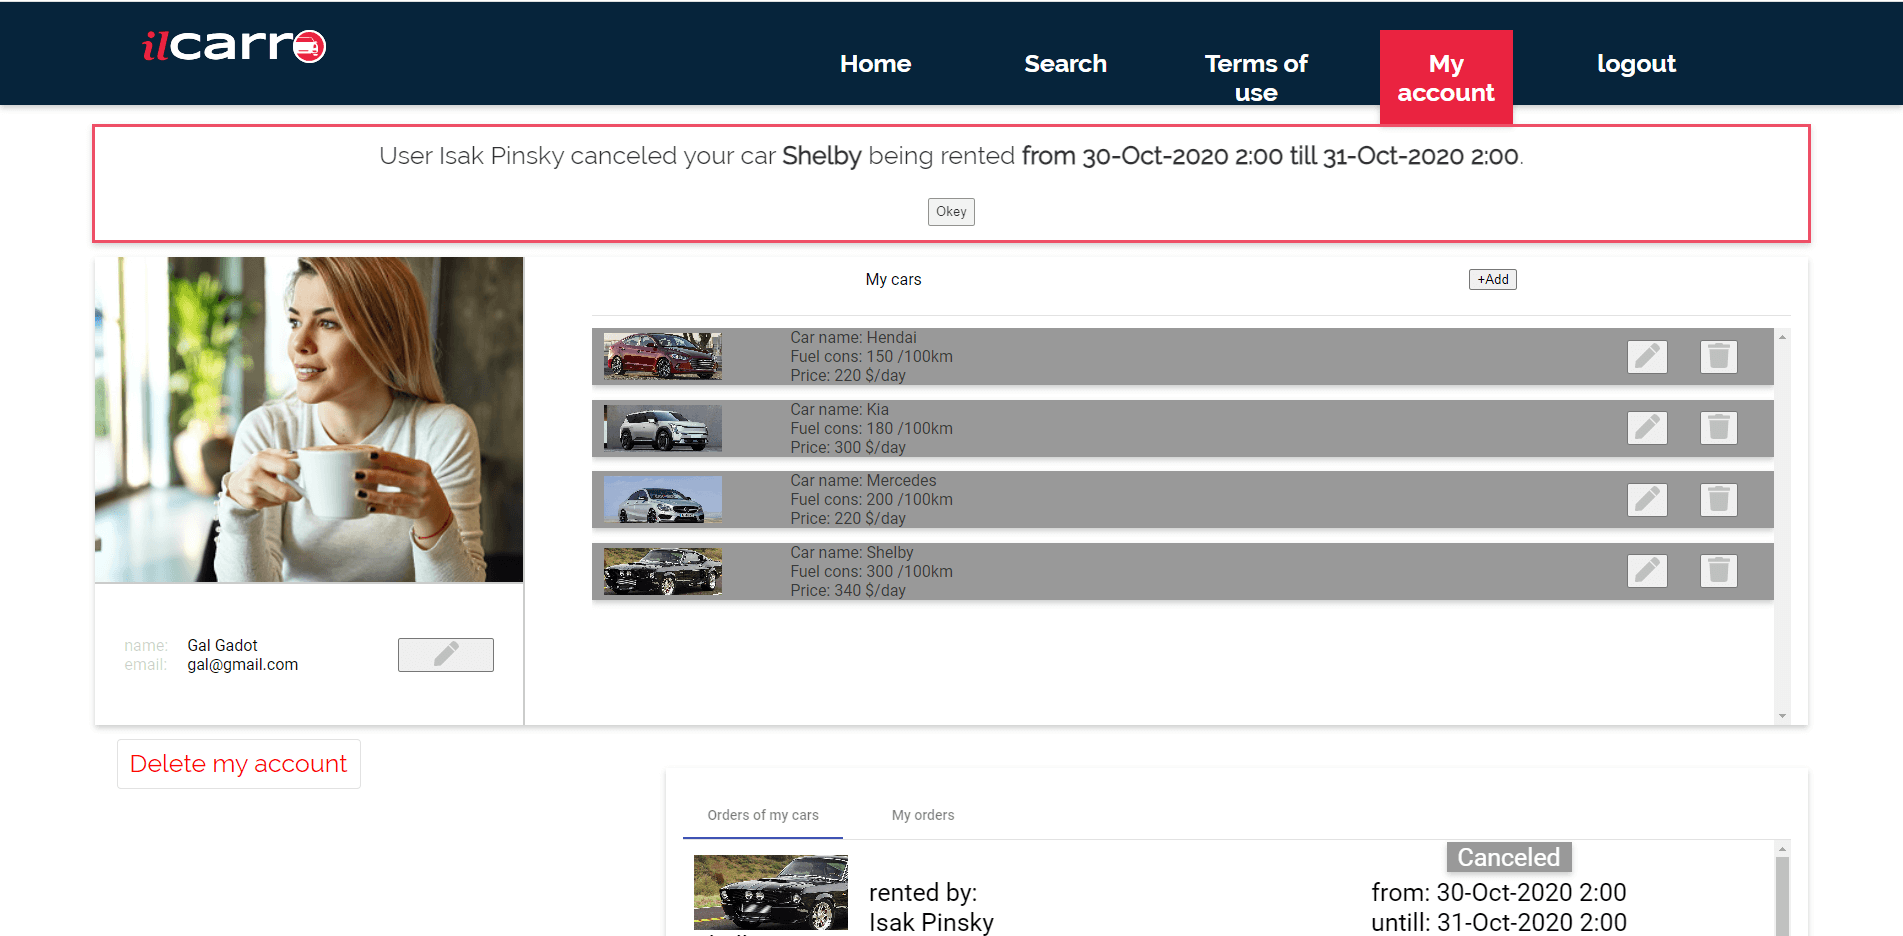 ilcarro
Home
Search
Terms of
use
My
account
logout
User Isak Pinsky canceled your car Shelby being rented from 30-Oct-2020 2:00 till 31-Oct-2020 2:00.
Okey
My cars
+Add
Car name: Hendai
Fuel cons: 150 /100km
Price: 220 $/day
Car name: Kia
Fuel cons: 180 /100km
Price: 300 $/day
Car name: Mercedes
Fuel cons: 200 /100km
Price: 220 $/day
Car name: Shelby
Fuel cons: 300 /100km
Price: 340 $/day
name: Gal Gadot
email: gal@gmail.com
Delete my account
Orders of my cars
My orders
Canceled
rented by:
Isak Pinsky
from: 30-Oct-2020 2:00
untill: 31-Oct-2020 2:00